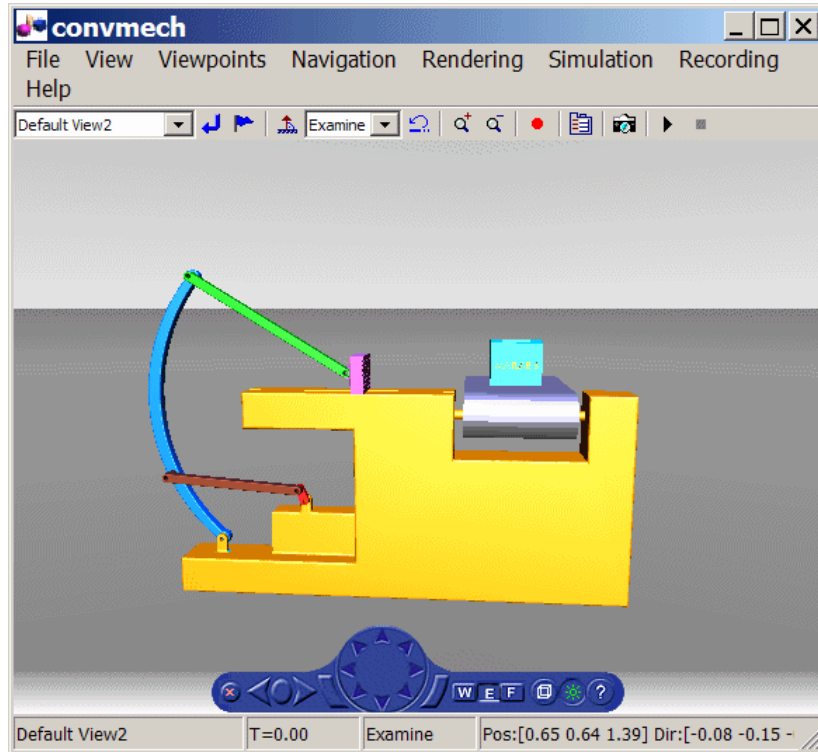 convmech
File View Viewpoints Navigation Rendering Simulation Recording
Help
Default View2 Examine
W E F ?
Default View2 T=0.00 Examine Pos:[0.65 0.64 1.39] Dir:[-0.08 -0.15 -